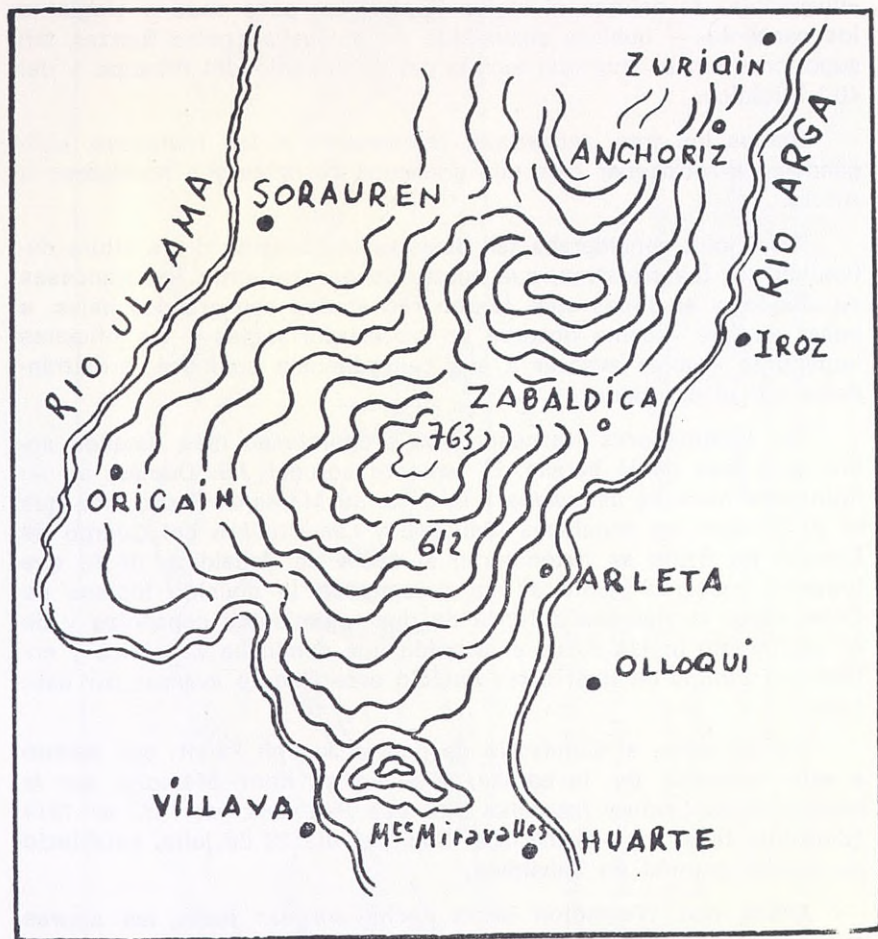 ZURIAIN
ANCHORIZ
RIO ARGA
RIO ULZAMA
SORAUREN
IROZ
ZABALDICA
763
ORICAIN
612
ARLETA
OLLOQUI
VILLAVA
Mte Miravalles
HUARTE